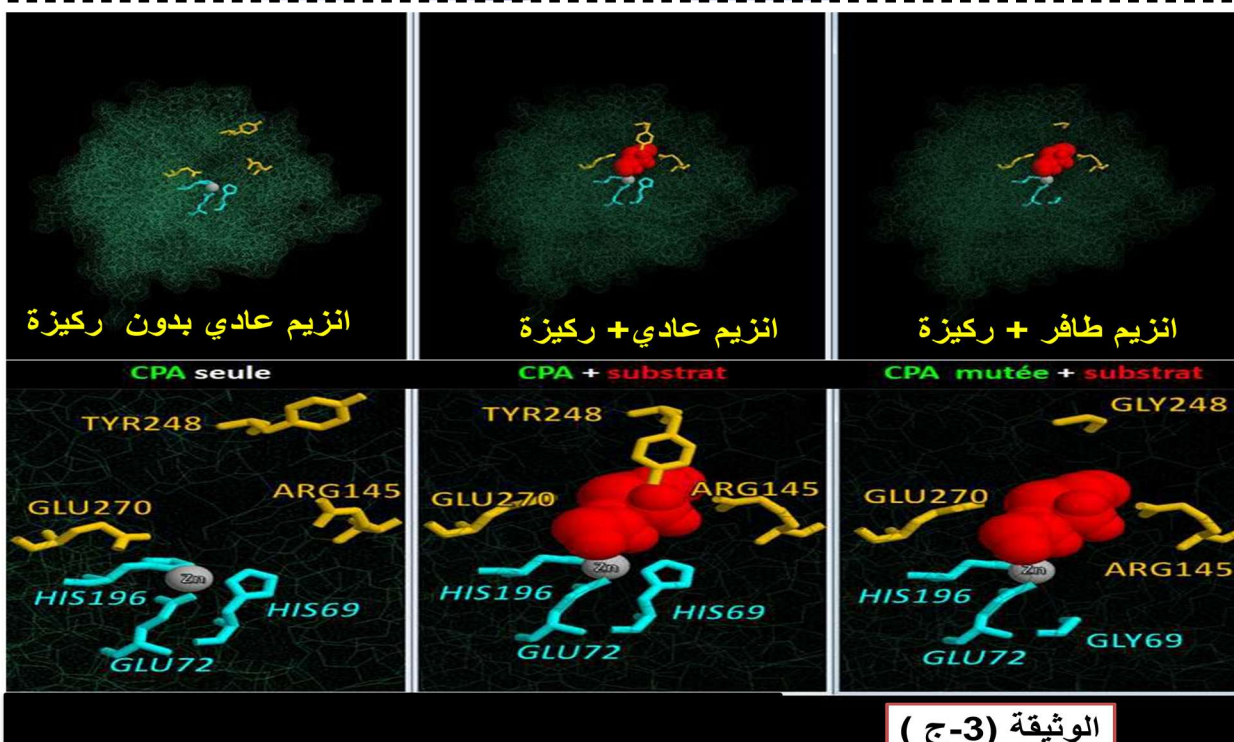 انزيم عادي بدون ركيزة
انزيم عادي+ ركيزة
انزيم طافر + ركيزة
CPA seule
CPA + substrat
CPA mutée + substrat
TYR248
GLU270
ARG145
Zn
HIS196
HIS69
GLU72
TYR248
GLU270
ARG145
Zn
HIS196
HIS69
GLU72
GLY248
GLU270
Zn
ARG145
HIS196
GLY69
GLU72
الوثيقة (3-ج )